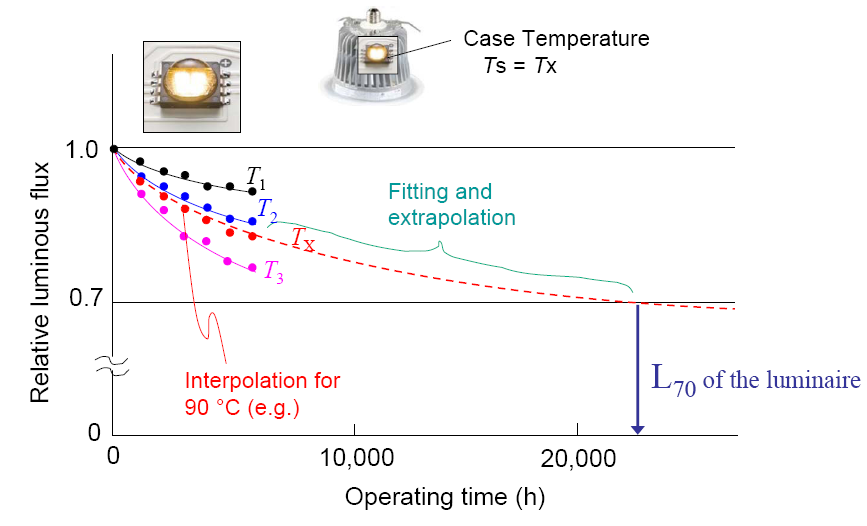 Case Temperature
Ts = Tx
1.0
T1
T2
Tx
T3
Fitting and
extrapolation
Relative luminous flux
0.7
Interpolation for
90 °C (e.g.)
L70 of the luminaire
0
0
10,000
20,000
Operating time (h)